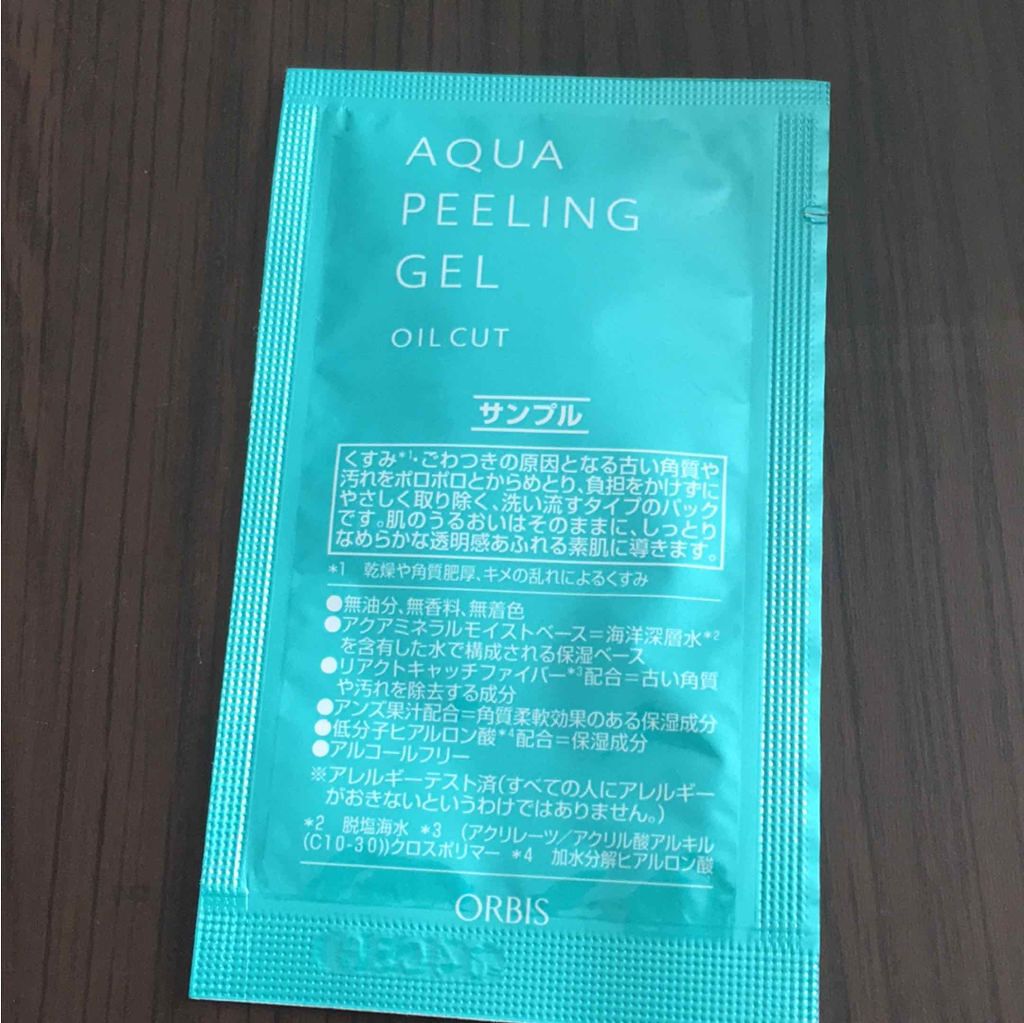 AQUA
PEELING
GEL
OIL CUT
サンプル
くすみ*1・ごわつきの原因となる古い角質や
汚れをポロポロとからめとり、負担をかけずに
やさしく取り除く、洗い流すタイプのパック
です。肌のうるおいはそのままに、しっとり
なめらかな透明感あふれる素肌に導きます。
*1 乾燥や角質肥厚、キメの乱れによるくすみ
●無油分、無香料、無着色
●アクアミネラルモイストベース＝海洋深層水*2
を含有した水で構成される保湿ベース
●リアクトキャッチファイバー*3配合＝古い角質
や汚れを除去する成分
●アンズ果汁配合＝角質柔軟効果のある保湿成分
●低分子ヒアルロン酸*4配合＝保湿成分
●アルコールフリー
※アレルギーテスト済(すべての人にアレルギー
がおきないというわけではありません。)
*2 脱塩海水 *3 (アクリレーツ／アクリル酸アルキル
(C10-30))クロスポリマー *4 加水分解ヒアルロン酸
ORBIS